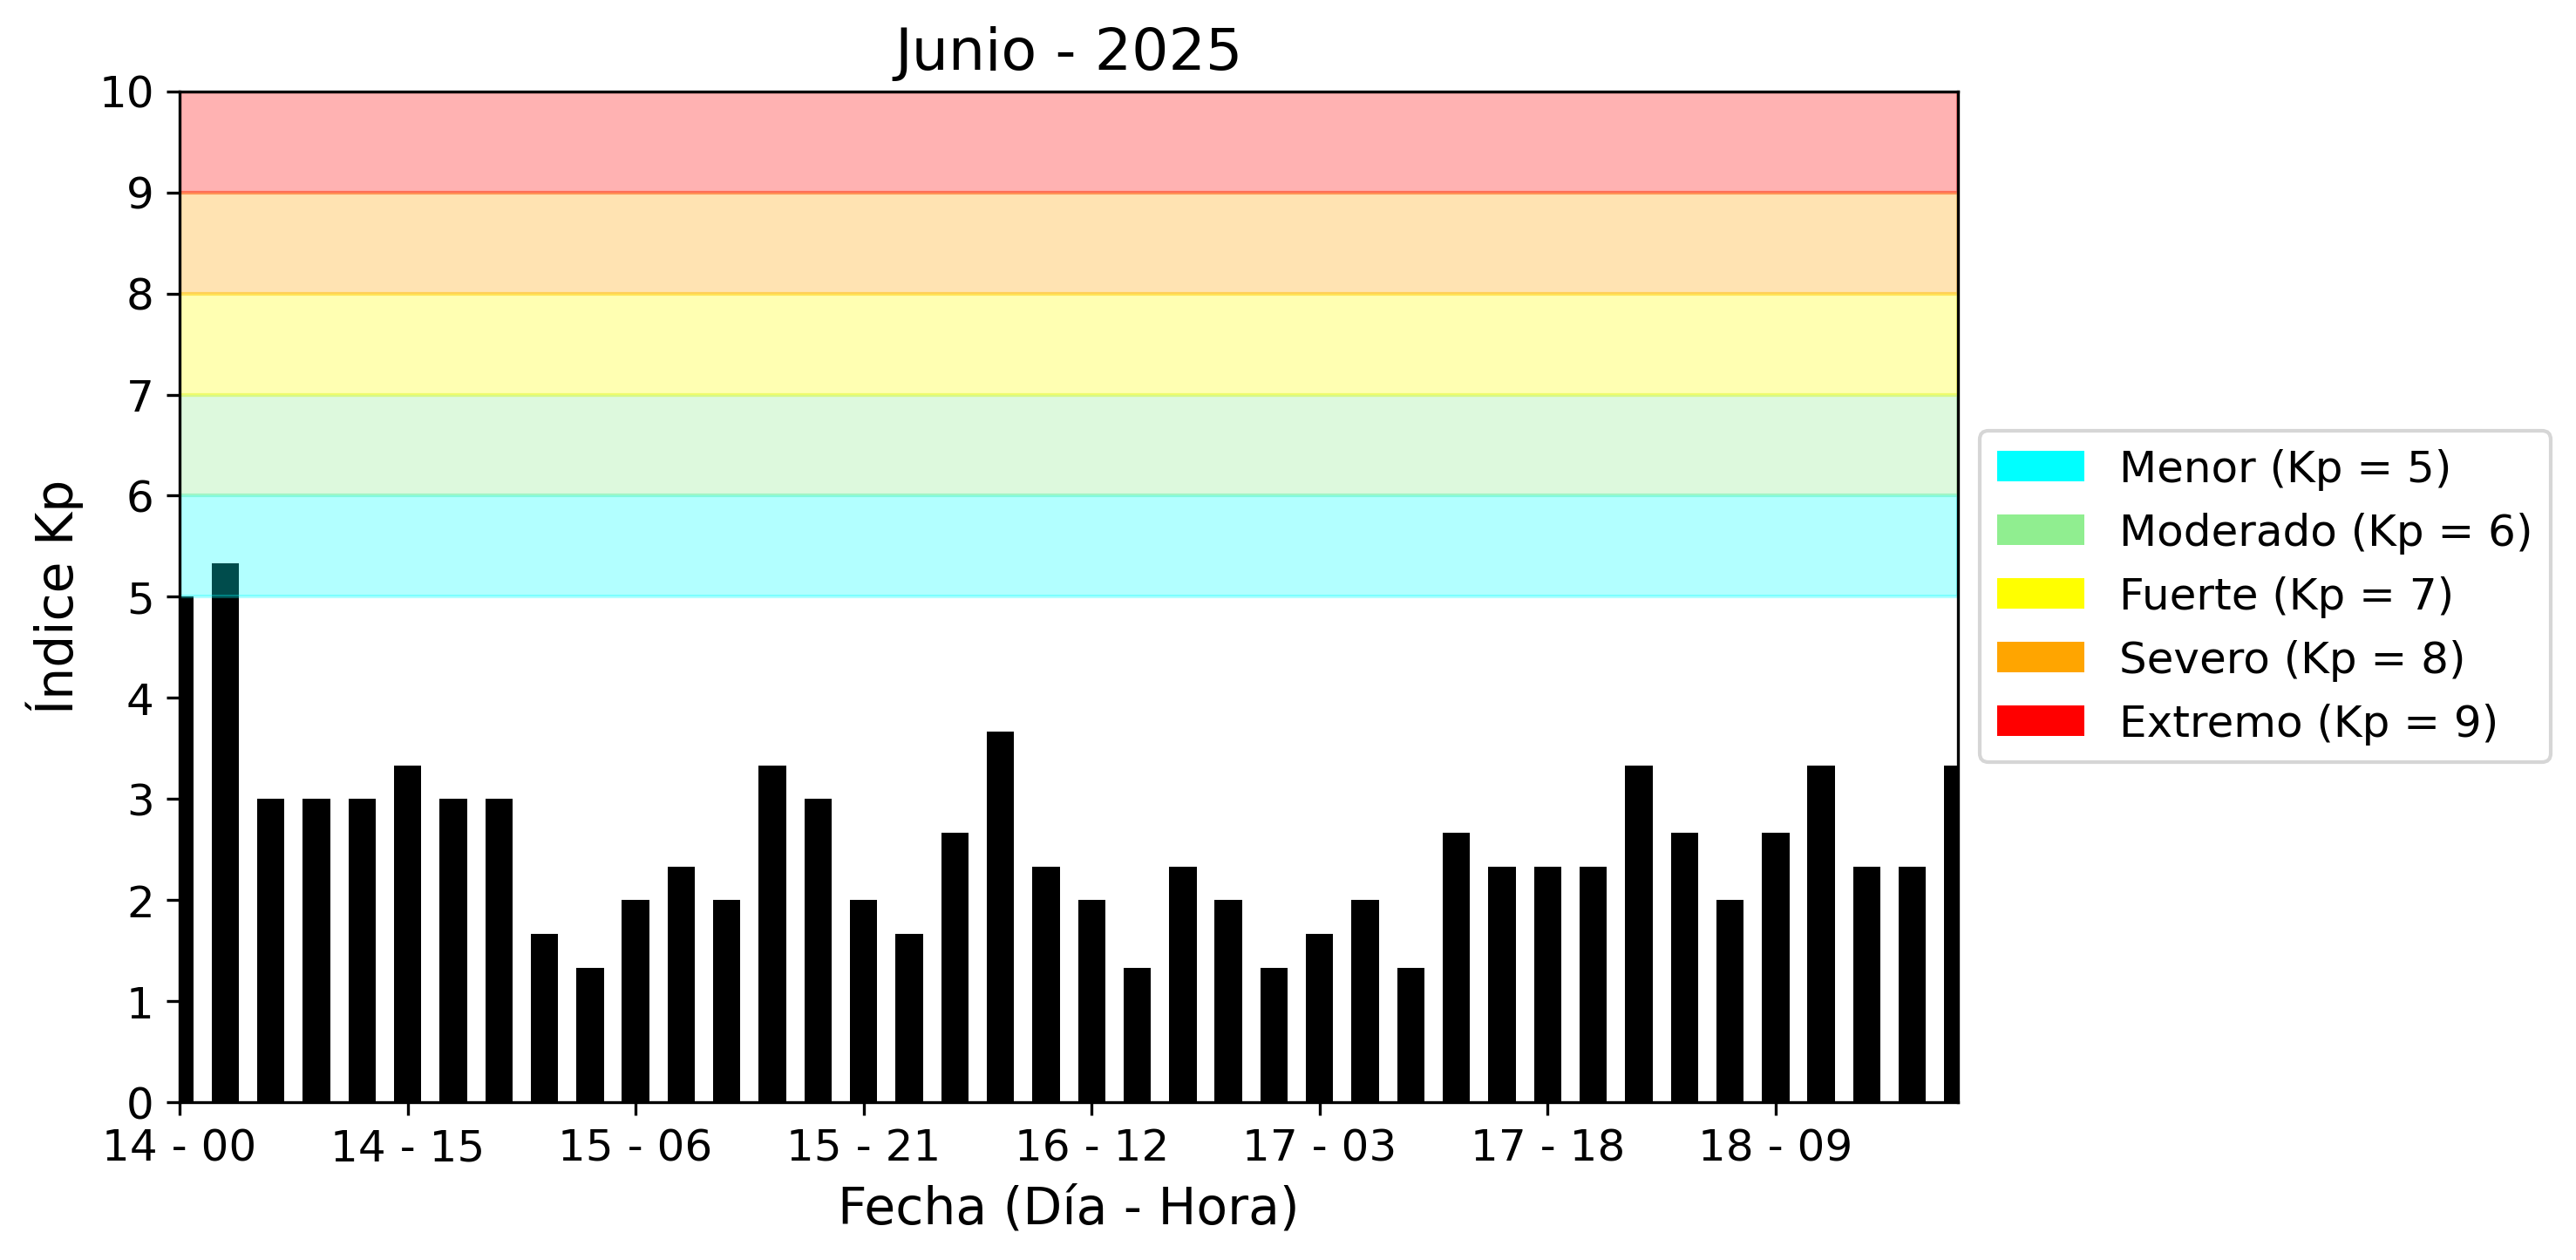 Junio - 2025
10
9
8
7
6
5
4
3
2
1
0
Índice Kp
14 - 00
14 - 15
15 - 06
15 - 21
16 - 12
17 - 03
17 - 18
18 - 09
Fecha (Día - Hora)
Menor (Kp = 5)
Moderado (Kp = 6)
Fuerte (Kp = 7)
Severo (Kp = 8)
Extremo (Kp = 9)